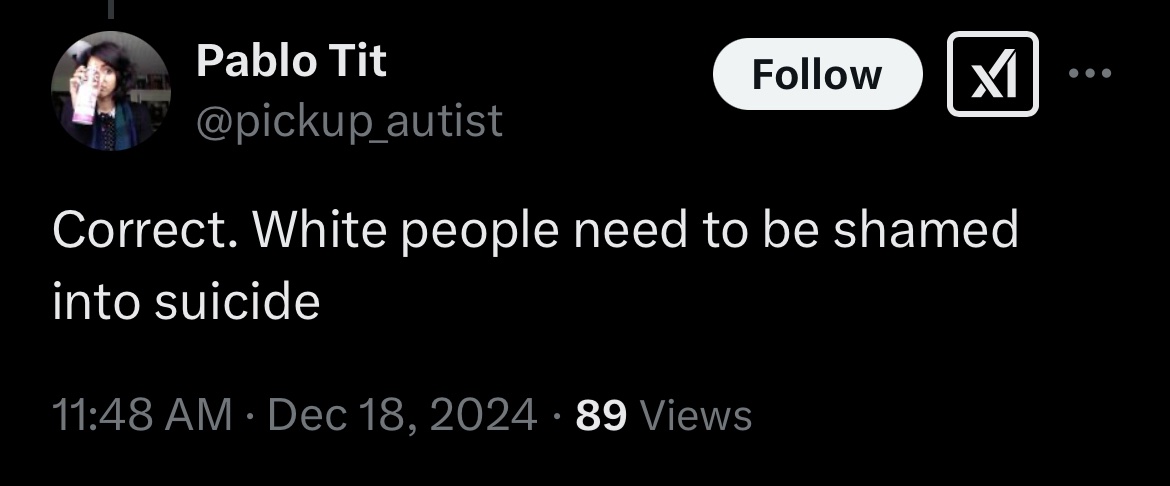 Pablo Tit
Follow
@pickup_autist
Correct. White people need to be shamed
into suicide
11:48 AM · Dec 18, 2024 · 89 Views